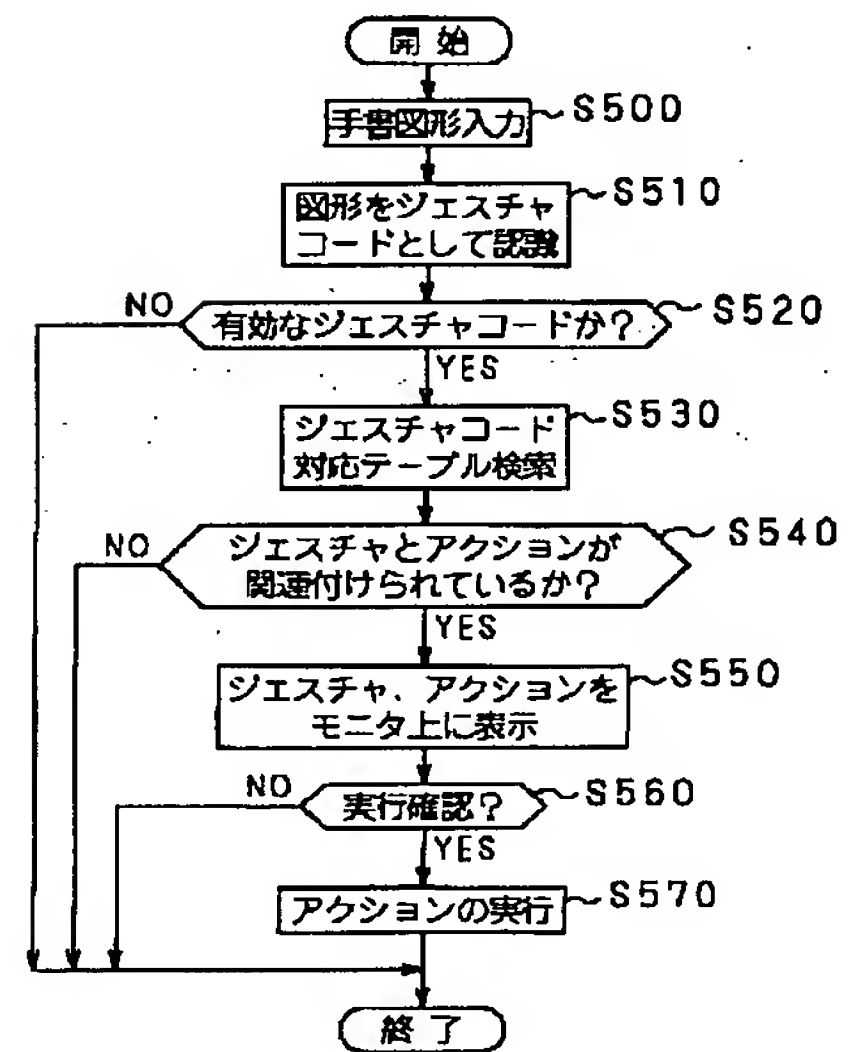 開始
手書図形入力
S500
図形をジェスチャ
コードとして認識
S510
有効なジェスチャコードか?
S520
NO
YES
ジェスチャコード
対応テーブル検索
S530
ジェスチャとアクションが
関連付けられているか?
S540
NO
YES
ジェスチャ、アクションを
モニタ上に表示
S550
実行確認?
S560
NO
YES
アクションの実行
S570
終了